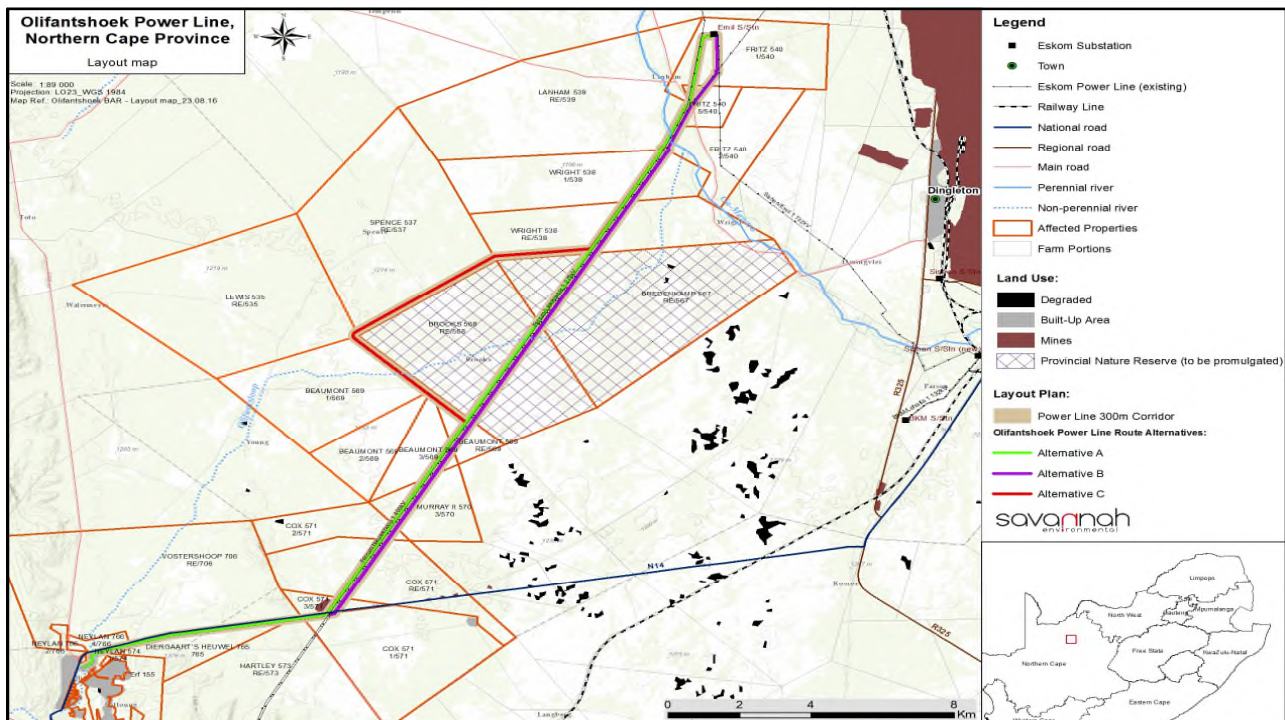 Olifantshoek Power Line,
Northern Cape Province
Layout map
Scale: 1:89 000
Projection: LO23_WGS 1984
Map Ref.: Olifantshoek BAR - Layout map_23.08.16
Emil S/Stn
FRITZ 540
1/540
LANHAM 539
RE/539
FRITZ 540
5/540
FRITZ 540
2/540
WRIGHT 538
1/538
SPENCE 537
RE/537
WRIGHT 538
RE/538
Dingleton
LEWIS 535
RE/535
BROOKS 568
RE/568
BREDENKAMP 567
RE/567
BEAUMONT 569
1/569
BEAUMONT 569
2/569
BEAUMONT 569
3/569
BEAUMONT 569
RE/569
MURRAY II 570
3/570
COX 571
2/571
VOSTERSHOOP 706
RE/706
COX 571
RE/571
COX 571
3/571
COX 571
1/571
DIERGAART'S HEUWEL 765
765
HARTLEY 573
RE/573
Erf 155
N14
R325
R325
BKM S/Stn
Langberg
0 2 4 8
Km
Legend
Eskom Substation
Town
Eskom Power Line (existing)
Railway Line
National road
Regional road
Main road
Perennial river
Non-perennial river
Affected Properties
Farm Portions
Land Use:
Degraded
Built-Up Area
Mines
Provincial Nature Reserve (to be promulgated)
Layout Plan:
Power Line 300m Corridor
Olifantshoek Power Line Route Alternatives:
Alternative A
Alternative B
Alternative C
savannah
environmental
Limpopo
North West
Gauteng
Mpumalanga
Free State
KwaZulu-Natal
Northern Cape
Eastern Cape
Western Cape